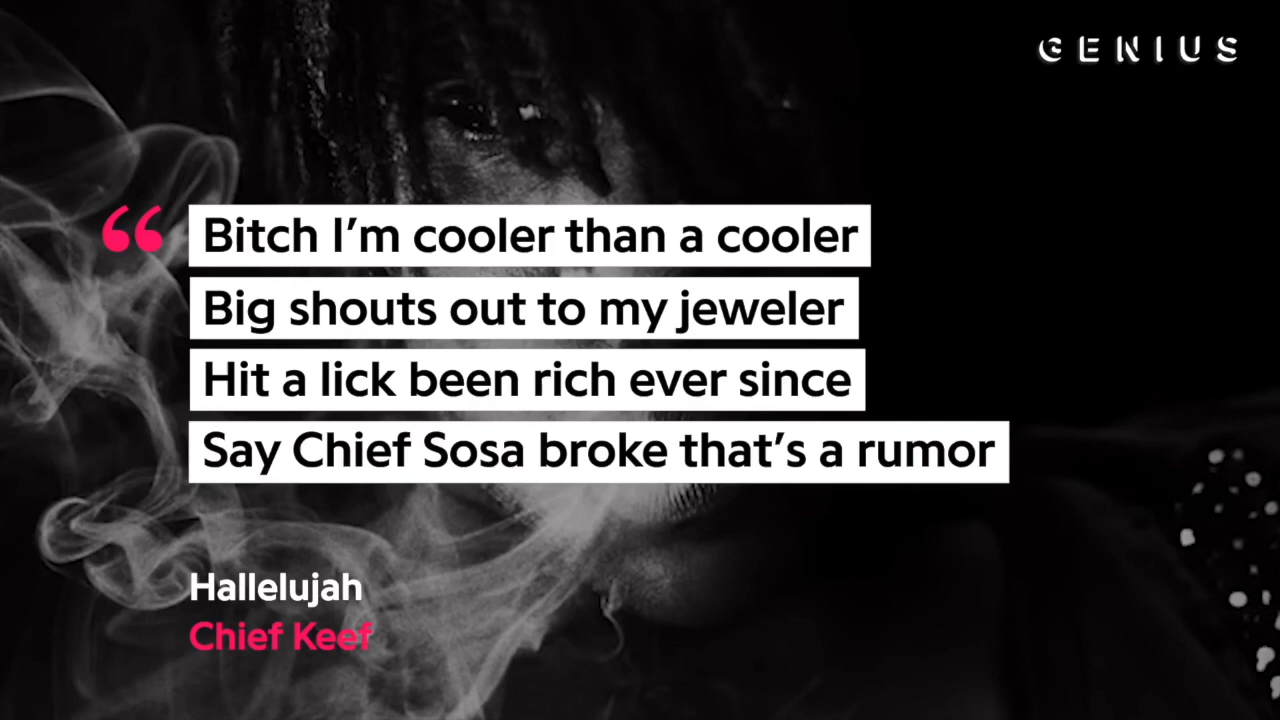 GENIUS
“
Bitch I’m cooler than a cooler
Big shouts out to my jeweler
Hit a lick been rich ever since
Say Chief Sosa broke that’s a rumor
Hallelujah
Chief Keef